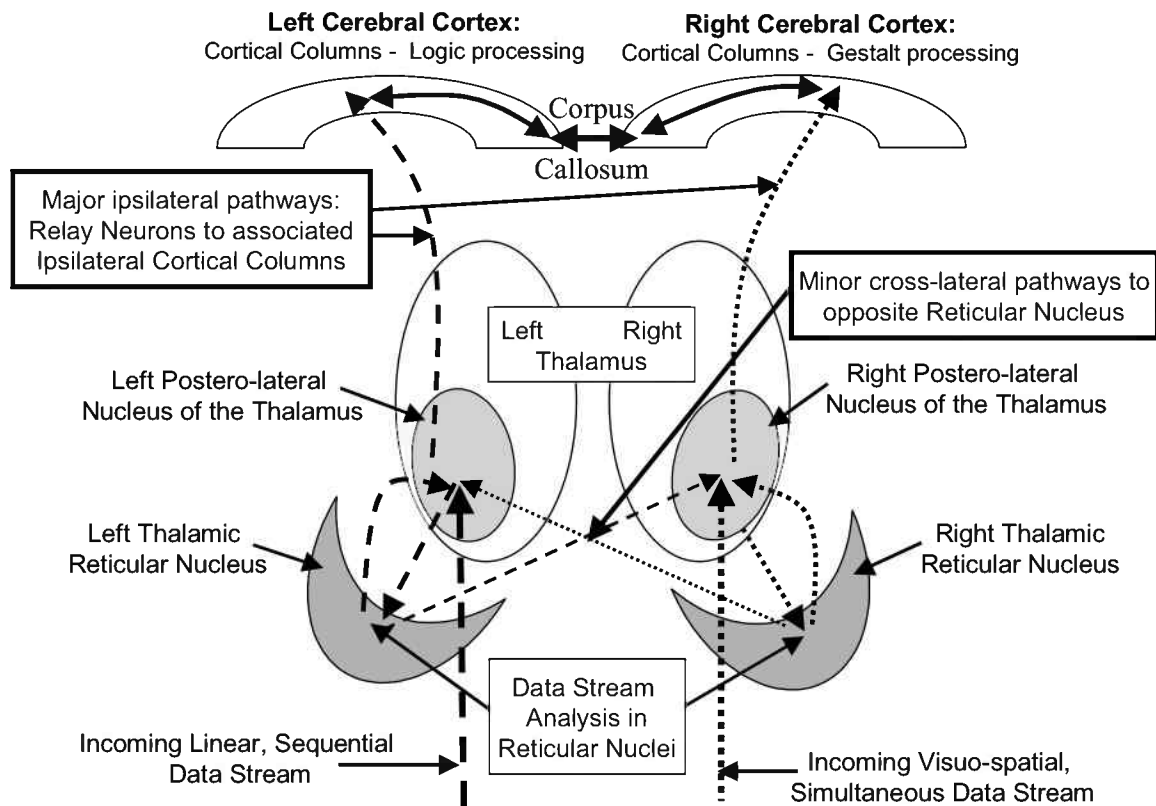 Left Cerebral Cortex:
Cortical Columns - Logic processing
Right Cerebral Cortex:
Cortical Columns - Gestalt processing
Corpus
Callosum
Major ipsilateral pathways:
Relay Neurons to associated
Ipsilateral Cortical Columns
Minor cross-lateral pathways to
opposite Reticular Nucleus
Left Right
Thalamus
Left Postero-lateral
Nucleus of the Thalamus
Right Postero-lateral
Nucleus of the Thalamus
Left Thalamic
Reticular Nucleus
Right Thalamic
Reticular Nucleus
Data Stream
Analysis in
Reticular Nuclei
Incoming Linear, Sequential
Data Stream
Incoming Visuo-spatial,
Simultaneous Data Stream